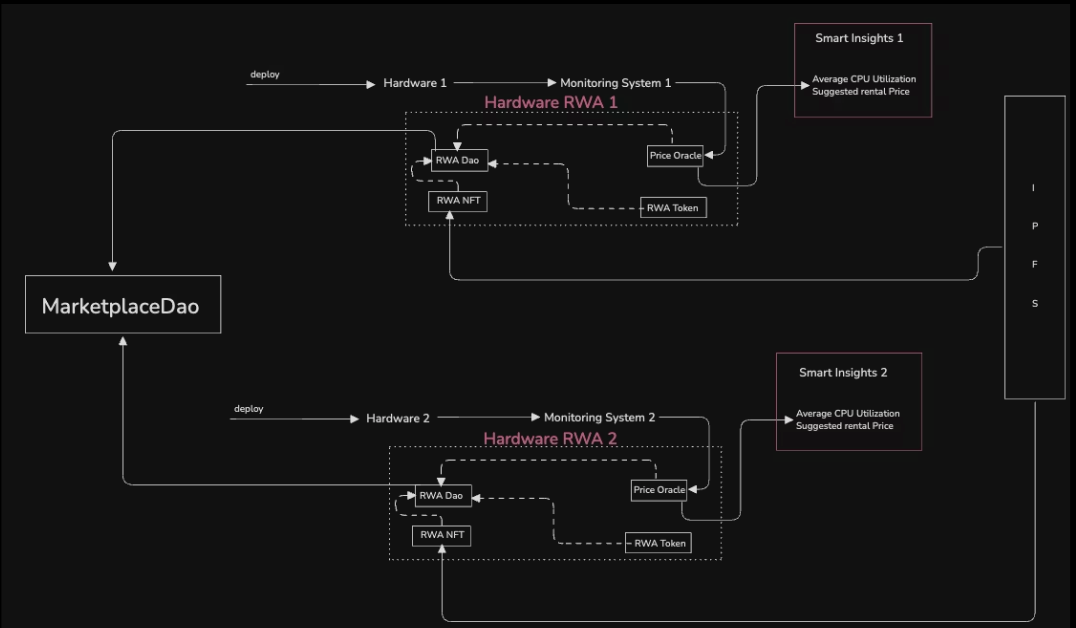 Smart Insights 1
Average CPU Utilization
Suggested rental Price
deploy
Hardware 1
Monitoring System 1
Hardware RWA 1
RWA Dao
Price Oracle
RWA NFT
RWA Token
I
P
F
S
MarketplaceDao
Smart Insights 2
Average CPU Utilization
Suggested rental Price
deploy
Hardware 2
Monitoring System 2
Hardware RWA 2
RWA Dao
Price Oracle
RWA NFT
RWA Token